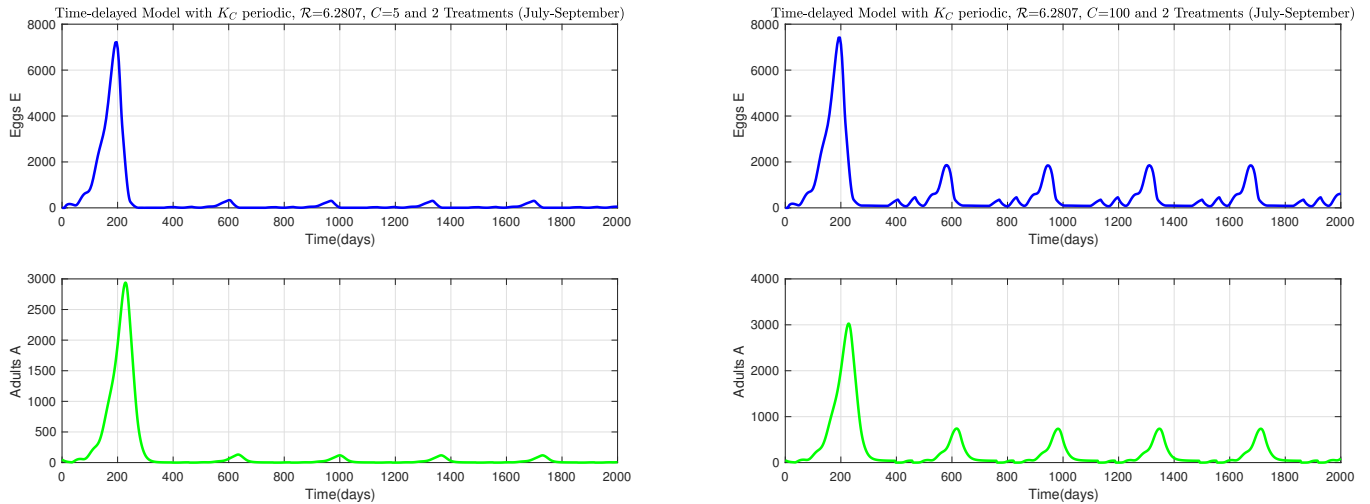 Time-delayed Model with K_C periodic, ℛ=6.2807, C=5 and 2 Treatments (July-September)
8000
6000
4000
2000
0
Eggs E
0 200 400 600 800 1000 1200 1400 1600 1800 2000
Time(days)
3000
2500
2000
1500
1000
500
0
Adults A
0 200 400 600 800 1000 1200 1400 1600 1800 2000
Time(days)
Time-delayed Model with K_C periodic, ℛ=6.2807, C=100 and 2 Treatments (July-September)
8000
6000
4000
2000
0
Eggs E
0 200 400 600 800 1000 1200 1400 1600 1800 2000
Time(days)
4000
3000
2000
1000
0
Adults A
0 200 400 600 800 1000 1200 1400 1600 1800 2000
Time(days)